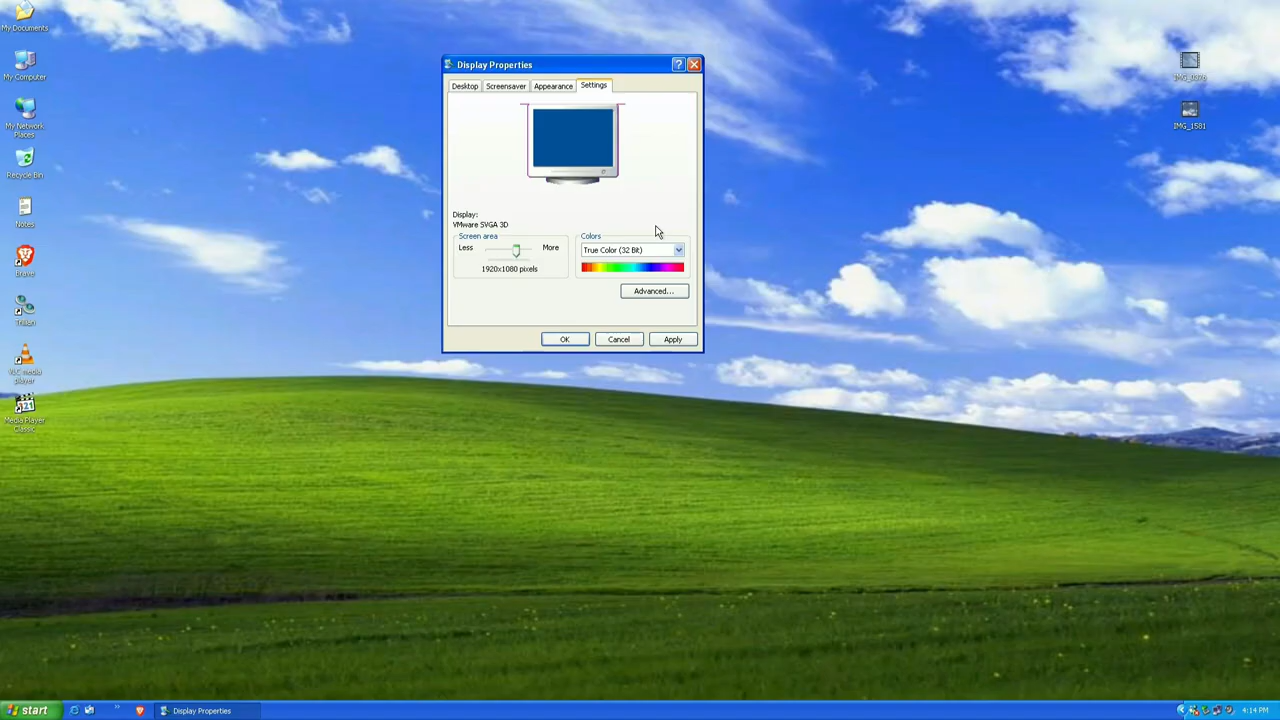 My Documents
My Computer
My Network
Places
Recycle Bin
Notes
Brave
Trillian
VLC media
player
Media Player
Classic
IMG_0376
IMG_1581
Display Properties
Desktop
Screensaver
Appearance
Settings
Display:
VMware SVGA 3D
Screen area
Less
More
1920x1080 pixels
Colors
True Color (32 Bit)
Advanced...
OK
Cancel
Apply
start
Display Properties
4:14 PM